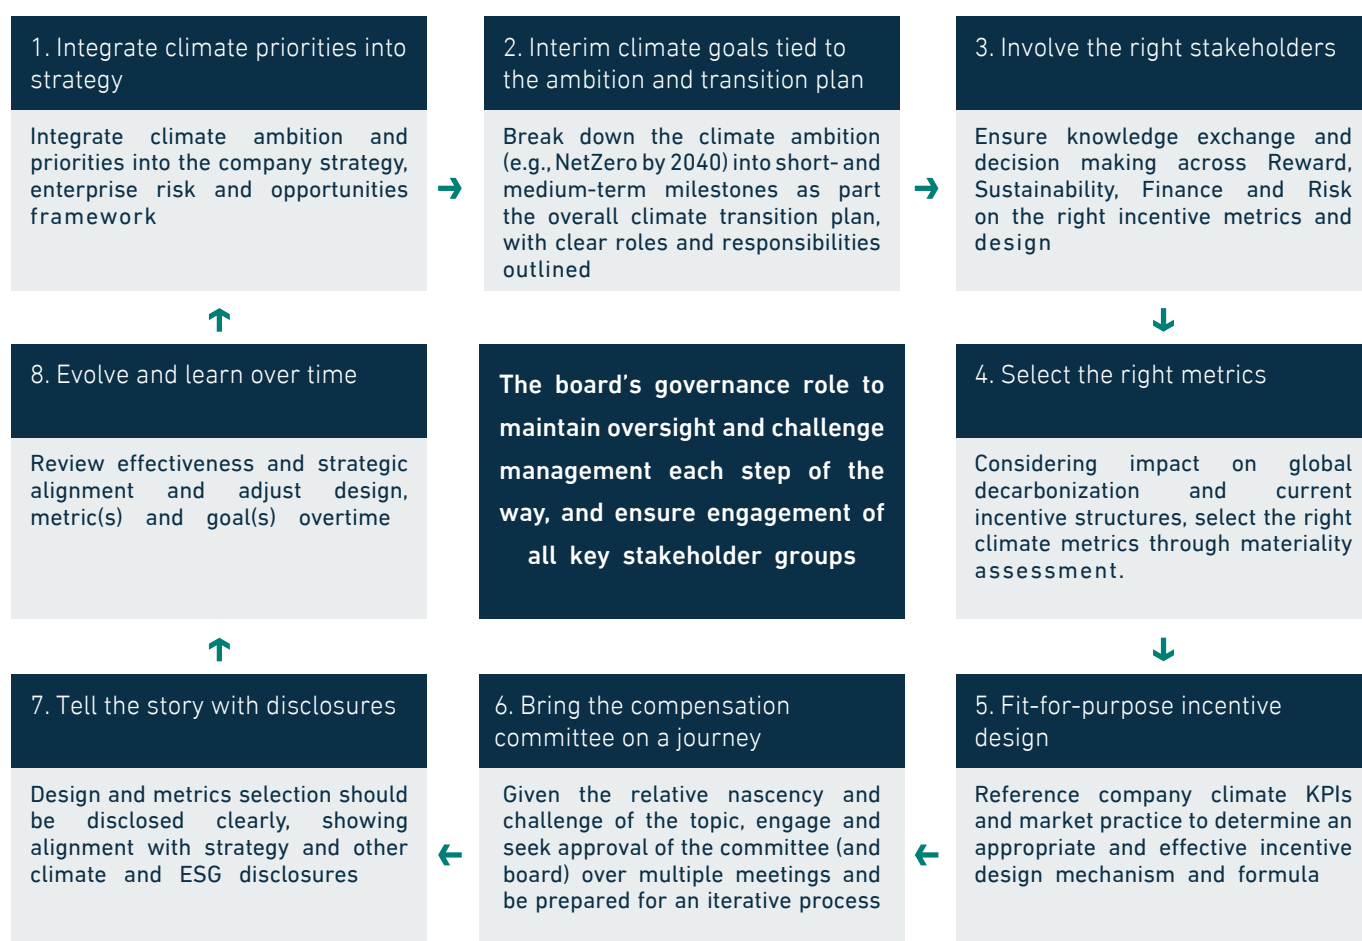 1. Integrate climate priorities into
strategy
Integrate climate ambition and
priorities into the company strategy,
enterprise risk and opportunities
framework
2. Interim climate goals tied to
the ambition and transition plan
Break down the climate ambition
(e.g., NetZero by 2040) into short- and
medium-term milestones as part
the overall climate transition plan,
with clear roles and responsibilities
outlined
3. Involve the right stakeholders
Ensure knowledge exchange and
decision making across Reward,
Sustainability, Finance and Risk
on the right incentive metrics and
design
4. Select the right metrics
Considering impact on global
decarbonization and current
incentive structures, select the right
climate metrics through materiality
assessment.
5. Fit-for-purpose incentive
design
Reference company climate KPIs
and market practice to determine an
appropriate and effective incentive
design mechanism and formula
6. Bring the compensation
committee on a journey
Given the relative nascency and
challenge of the topic, engage and
seek approval of the committee (and
board) over multiple meetings and
be prepared for an iterative process
7. Tell the story with disclosures
Design and metrics selection should
be disclosed clearly, showing
alignment with strategy and other
climate and ESG disclosures
8. Evolve and learn over time
Review effectiveness and strategic
alignment and adjust design,
metric(s) and goal(s) overtime
The board's governance role to
maintain oversight and challenge
management each step of the
way, and ensure engagement of
all key stakeholder groups